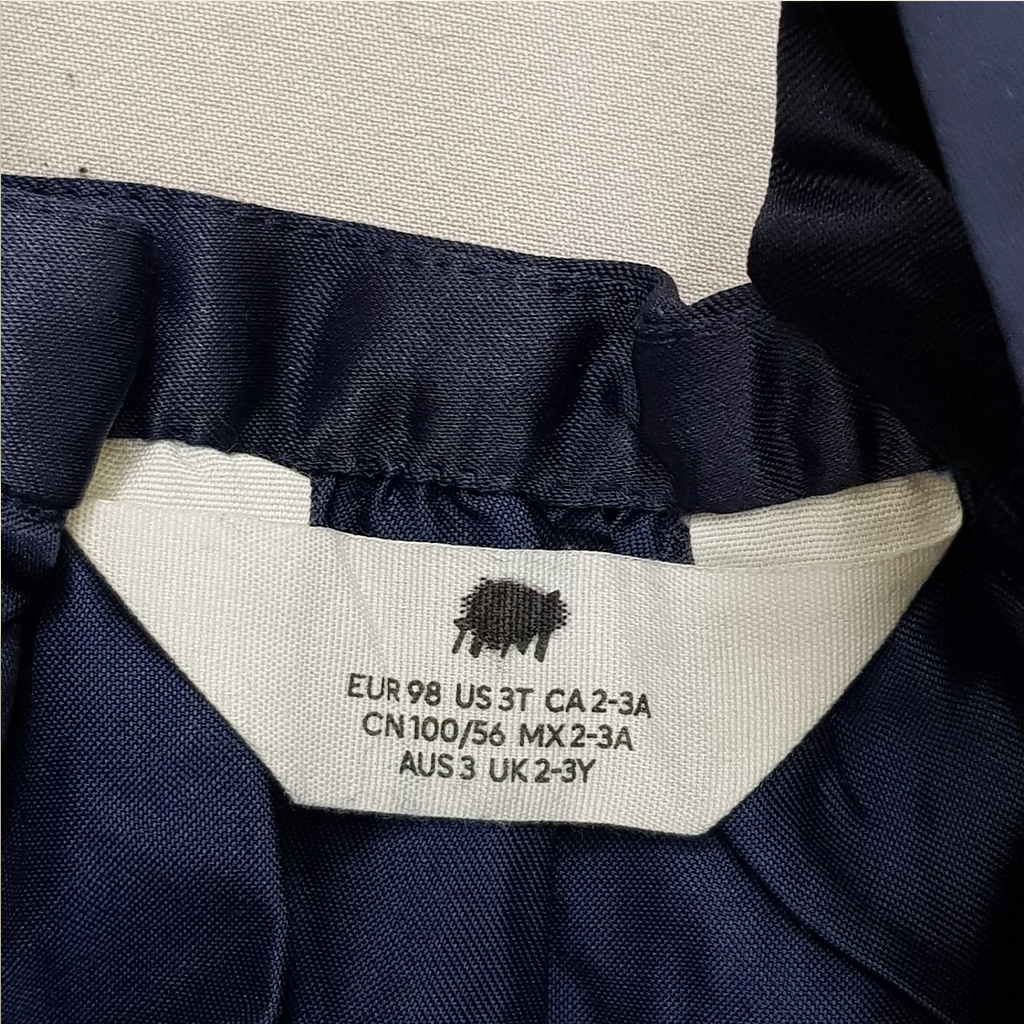 EUR 98 US 3T CA 2-3A
CN 100/56 MX 2-3A
AUS 3 UK 2-3Y